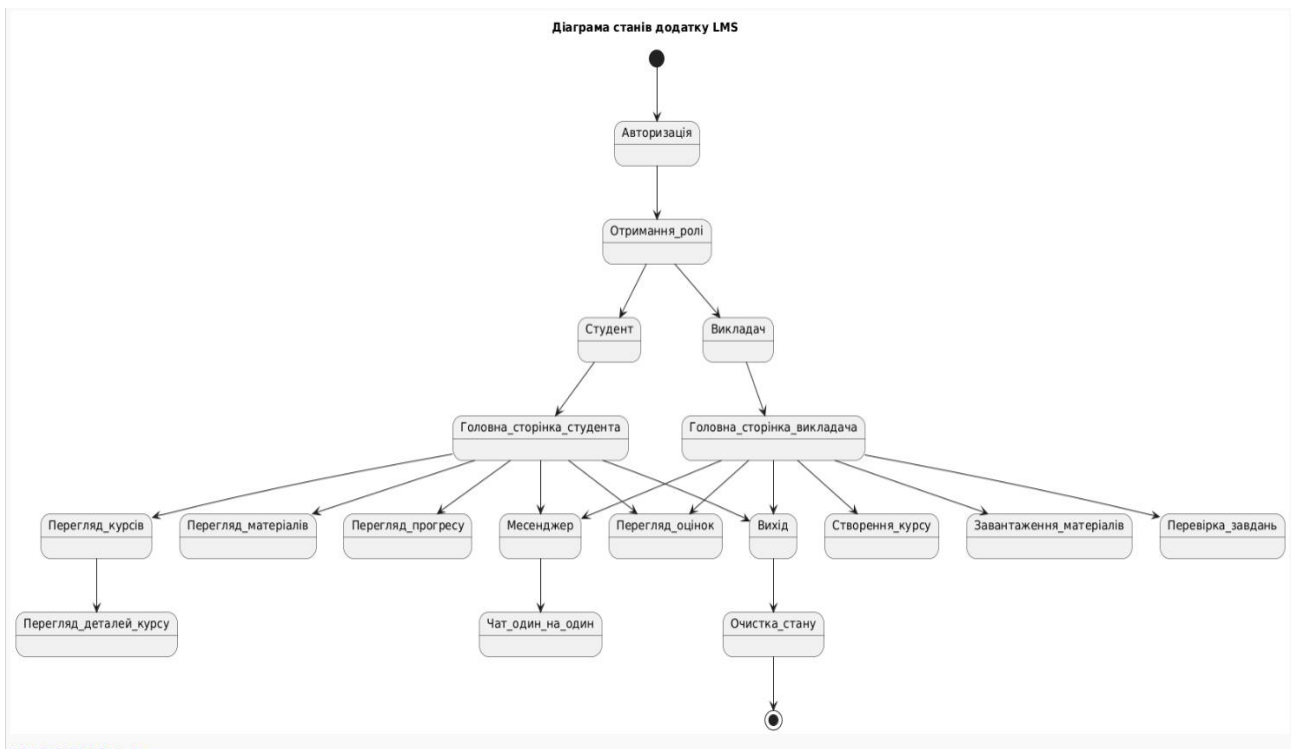 Діаграма станів додатку LMS
Авторизація
Отримання_ролі
Студент
Викладач
Головна_сторінка_студента
Головна_сторінка_викладача
Перегляд_курсів
Перегляд_матеріалів
Перегляд_прогресу
Месенджер
Перегляд_оцінок
Вихід
Створення_курсу
Завантаження_матеріалів
Перевірка_завдань
Перегляд_деталей_курсу
Чат_один_на_один
Очистка_стану